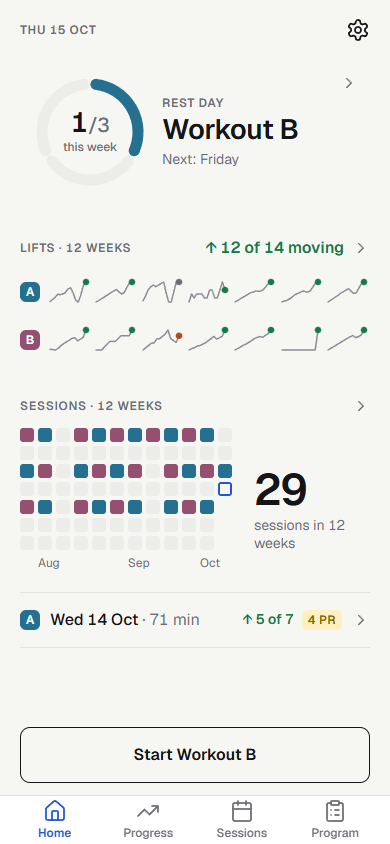 THU 15 OCT
1/3
this week
REST DAY
Workout B
Next: Friday
LIFTS · 12 WEEKS
↑ 12 of 14 moving
A
B
SESSIONS · 12 WEEKS
29
sessions in 12
weeks
Aug Sep Oct
A Wed 14 Oct · 71 min ↑ 5 of 7 4 PR
Start Workout B
Home Progress Sessions Program